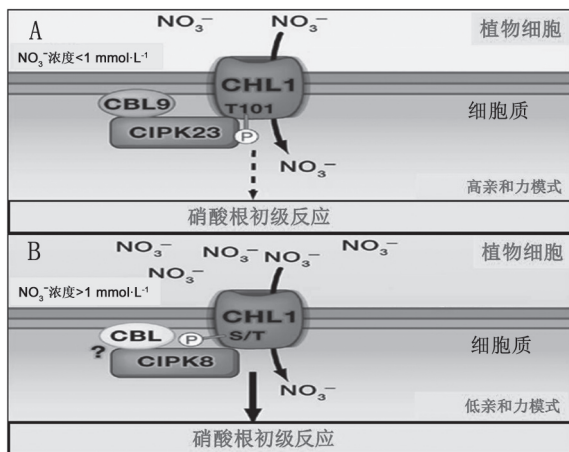 A
NO₃⁻
植物细胞
NO₃⁻浓度<1 mmol·L⁻¹
NO₃⁻
CHL1
CBL9
T101
细胞质
CIPK23
P
NO₃⁻
高亲和力模式
硝酸根初级反应
B
NO₃⁻
NO₃⁻
NO₃⁻
NO₃⁻
植物细胞
NO₃⁻
NO₃⁻
NO₃⁻浓度>1 mmol·L⁻¹
CHL1
CBL
P
S/T
细胞质
?
CIPK8
NO₃⁻
低亲和力模式
硝酸根初级反应